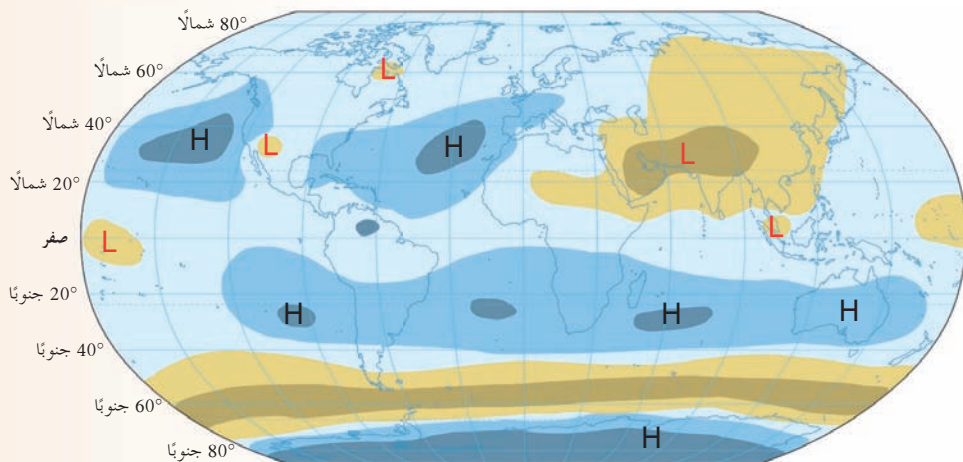 80° شمالًا
60° شمالًا
L
40° شمالًا
H
H
L
L
20° شمالًا
L
صفر
L
20° جنوبًا
H
H
H
40° جنوبًا
60° جنوبًا
H
80° جنوبًا